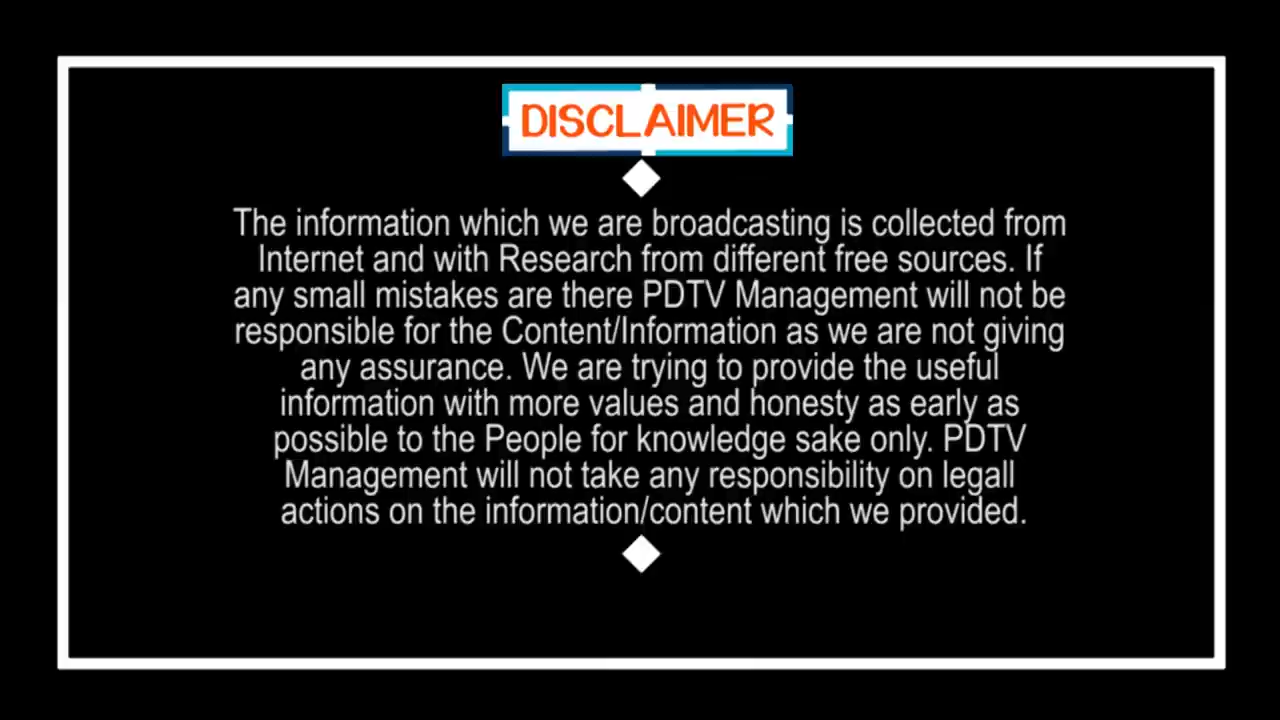 DISCLAIMER
The information which we are broadcasting is collected from
Internet and with Research from different free sources. If
any small mistakes are there PDTV Management will not be
responsible for the Content/Information as we are not giving
any assurance. We are trying to provide the useful
information with more values and honesty as early as
possible to the People for knowledge sake only. PDTV
Management will not take any responsibility on legall
actions on the information/content which we provided.